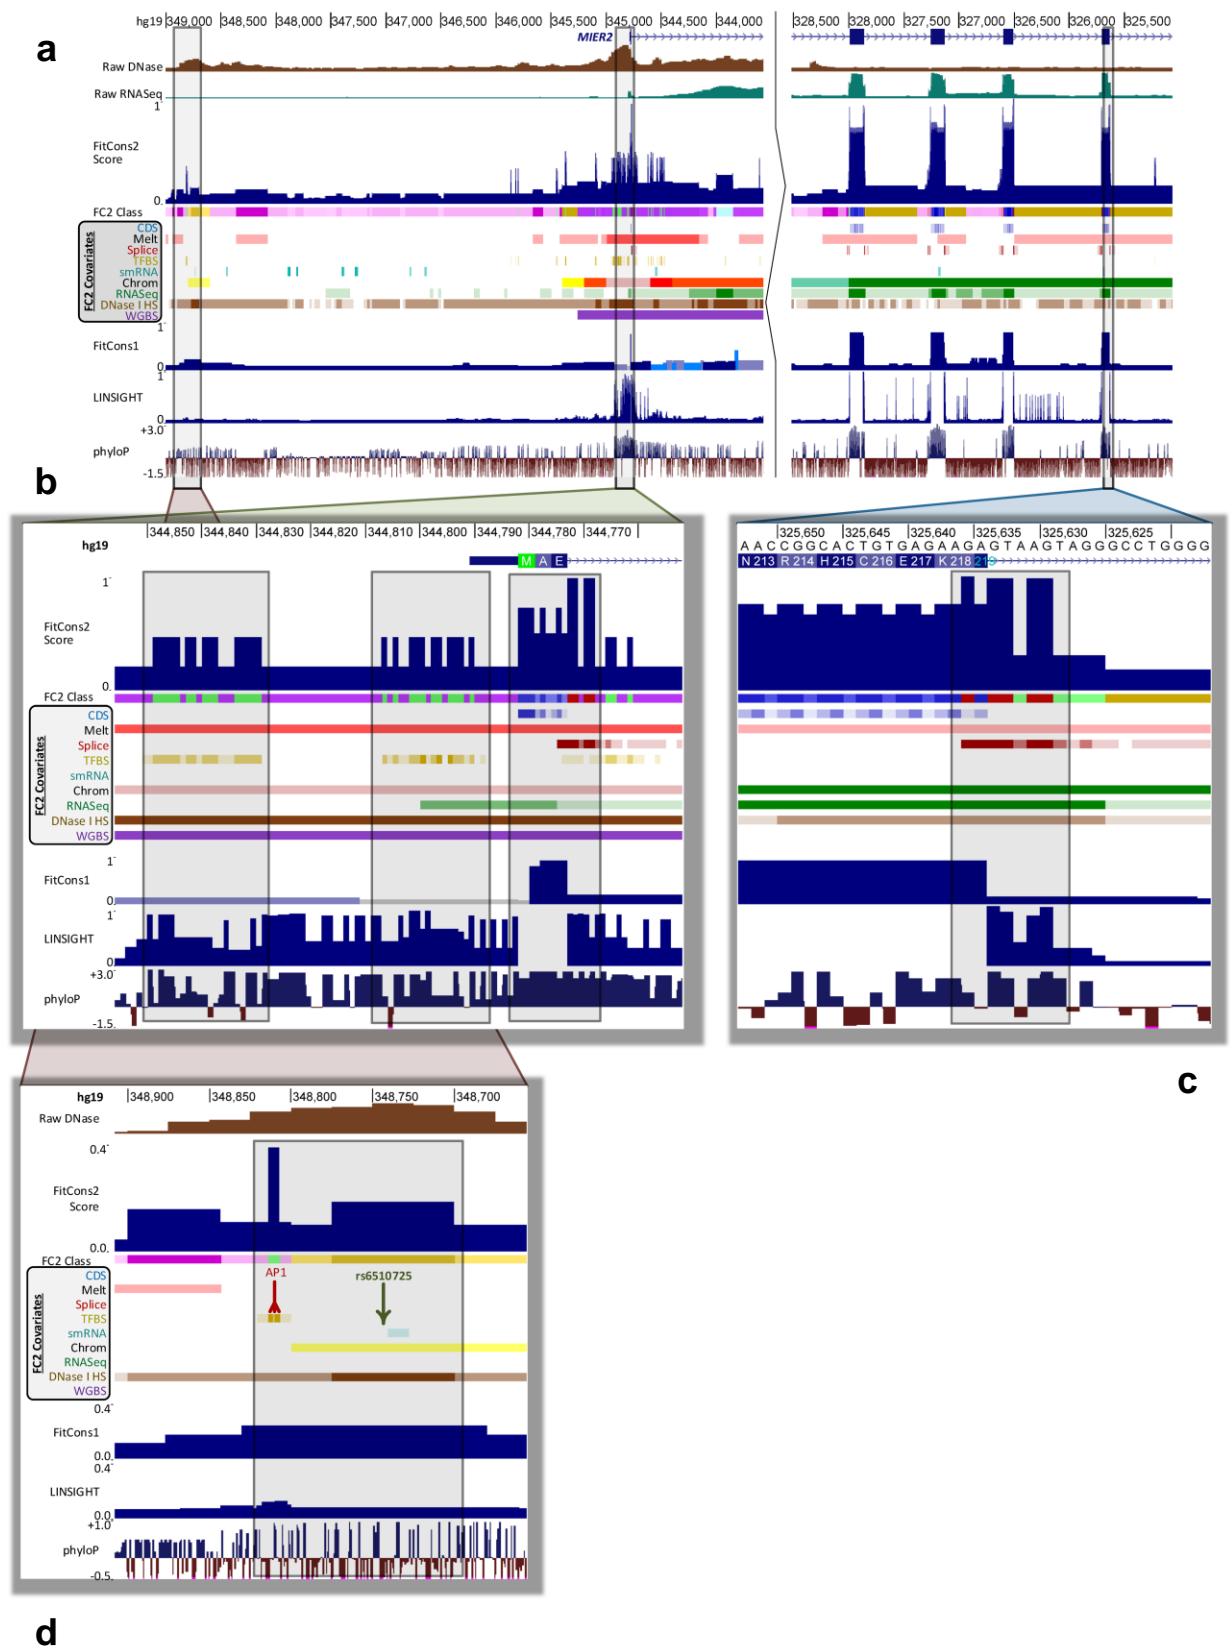 a
hg19 349,000 348,500 348,000 347,500 347,000 346,500 346,000 345,500 345,000 344,500 344,000 328,500 328,000 327,500 327,000 326,500 326,000 325,500
MIER2
Raw DNase
Raw RNASeq
1
FitCons2
Score
0
FC2 Class
FC2 Covariates
CDS
Melt
Splice
TFBS
smRNA
Chrom
RNASeq
DNase I HS
WGBS
1
FitCons1
0
1
LINSIGHT
0
+3.0
phyloP
-1.5
b
hg19
344,850 344,840 344,830 344,820 344,810 344,800 344,790 344,780 344,770
M A E
1
FitCons2
Score
0
FC2 Class
FC2 Covariates
CDS
Melt
Splice
TFBS
smRNA
Chrom
RNASeq
DNase I HS
WGBS
1
FitCons1
0
1
LINSIGHT
0
+3.0
phyloP
-1.5
325,650 325,645 325,640 325,635 325,630 325,625
A A C C G G C A C T G T G A G A A G A G T A A G T A G G G C C T G G G G
N 213 R 214 H 215 C 216 E 217 K 218 219
c
hg19 348,900 348,850 348,800 348,750 348,700
Raw DNase
0.4
FitCons2
Score
0.0
FC2 Class
FC2 Covariates
CDS
Melt
Splice
TFBS
smRNA
Chrom
RNASeq
DNase I HS
WGBS
AP1
rs6510725
0.4
FitCons1
0.0
0.4
LINSIGHT
0.0
+1.0
phyloP
-0.5
d